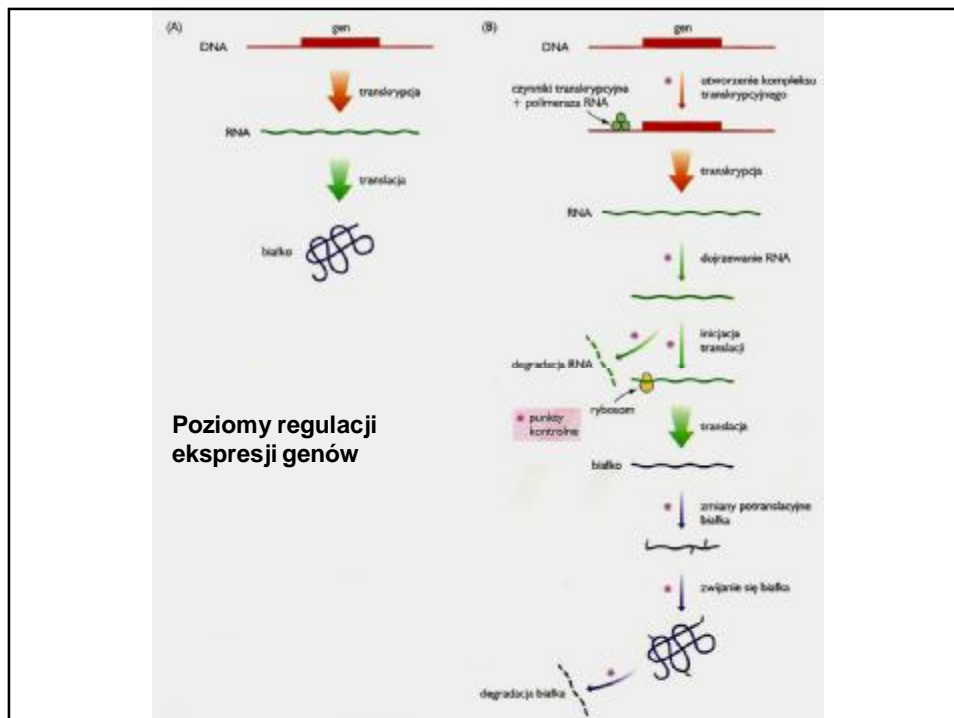 (A)
gen
DNA
transkrypcja
RNA
translacja
białko
Poziomy regulacji
ekspresji genów
(B)
gen
DNA
utworzenie kompleksu
transkrypcyjnego
czynniki transkrypcyjne
+ polimeraza RNA
transkrypcja
RNA
dojrzewanie RNA
inicjacja
translacji
degradacja RNA
rybosom
punkty
kontrolne
translacja
białko
zmiany potranslacyjne
białka
zwijanie się białka
degradacja białka